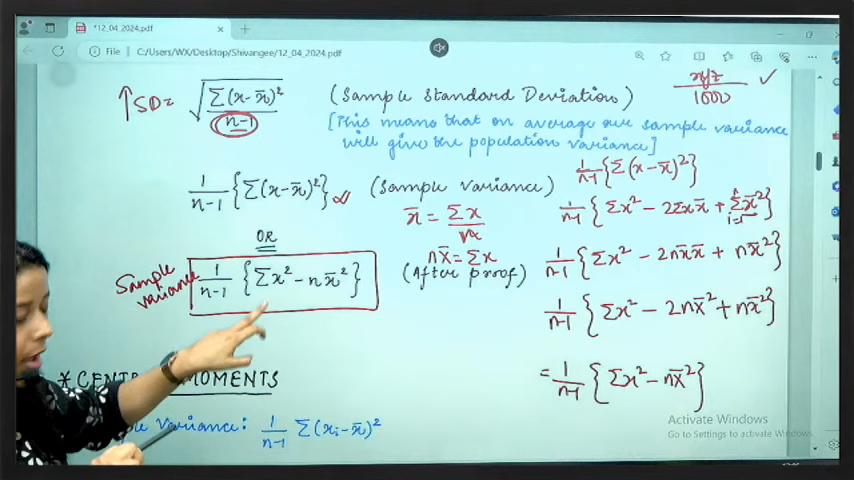 *12_04_2024.pdf
File | C:/Users/WX/Desktop/Shivangee/12_04_2024.pdf
↑SD = √(Σ(x-x̄)²/(n-1)) (Sample Standard Deviation)
[This means that on average our sample variance
will give the population variance]
1/(n-1) {Σ(x-x̄)²} (Sample Variance)
OR
Sample variance
1/(n-1) {Σx² - nx̄²} (After proof)
x̄ = Σx/n
nx̄ = Σx
1000
1/(n-1) {Σ(x-x̄)²}
1/(n-1) {Σx² - 2Σxx̄ + Σx̄²}
1/(n-1) {Σx² - 2nx̄x̄ + nx̄²}
1/(n-1) {Σx² - 2nx̄² + nx̄²}
= 1/(n-1) {Σx² - nx̄²}
* CENT MOMENTS
Variance: 1/(n-1) Σ(xi-x̄)²
Activate Windows
Go to Settings to activate Windows.